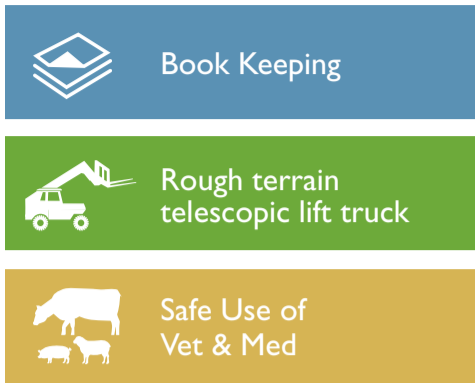 Book Keeping
Rough terrain
telescopic lift truck
Safe Use of
Vet & Med